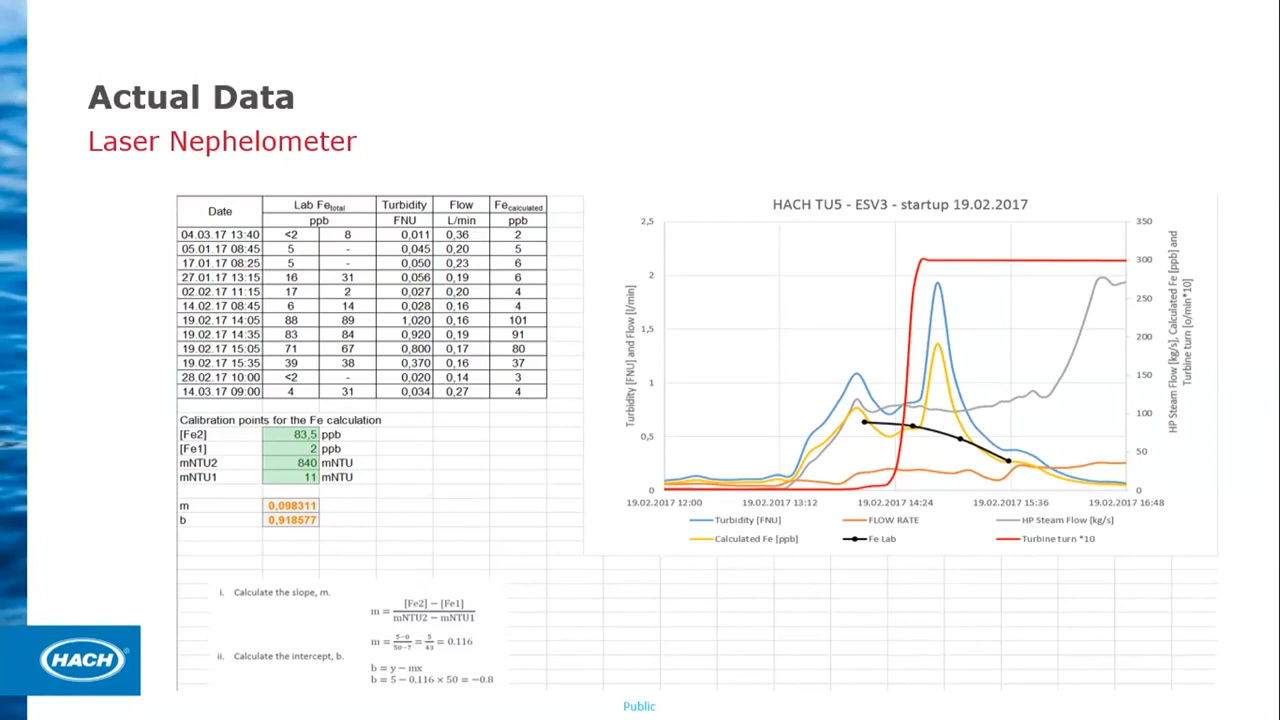 Actual Data
Laser Nephelometer
Date Lab Fetotal Turbidity Flow Fecalculated
ppb FNU L/min ppb
04.03.17 13:40 <2 8 0,011 0,36 2
05.01.17 08:45 5 - 0,045 0,20 5
17 01.17 08:25 5 - 0,050 0,23 6
27.01.17 13:15 16 31 0,056 0,19 6
02.02.17 11:15 17 2 0,027 0,20 4
14.02.17 08:45 6 14 0,028 0,16 4
19.02.17 14:05 88 89 1,020 0,16 101
19.02.17 14:35 83 84 0,920 0,19 91
19.02.17 15:05 71 67 0,800 0,17 80
19.02.17 15:35 39 38 0,370 0,16 37
28.02.17 10:00 <2 - 0,020 0,14 3
14.03.17 09:00 4 31 0,034 0,27 4
Calibration points for the Fe calculation
[Fe2] 83,5 ppb
[Fe1] 2 ppb
mNTU2 840 mNTU
mNTU1 11 mNTU
m 0,098311
b 0,918577
i. Calculate the slope, m.
m = [Fe2] − [Fe1] / mNTU2 − mNTU1
m = 5−0 / 50−7 = 5 / 43 = 0.116
ii. Calculate the intercept, b.
b = y − mx
b = 5 − 0.116 × 50 = −0.8
HACH TU5 - ESV3 - startup 19.02.2017
Turbidity [FNU] and Flow [l/min]
2,5
2
1,5
1
0,5
0
350
300
250
200
150
100
50
0
HP Steam Flow [kg/s], Calculated Fe [ppb] and
Turbine turn [o/min*10]
19.02.2017 12:00 19.02.2017 13:12 19.02.2017 14:24 19.02.2017 15:36 19.02.2017 16:48
Turbidity [FNU] FLOW RATE HP Steam Flow [kg/s]
Calculated Fe [ppb] Fe Lab Turbine turn *10
HACH
Public